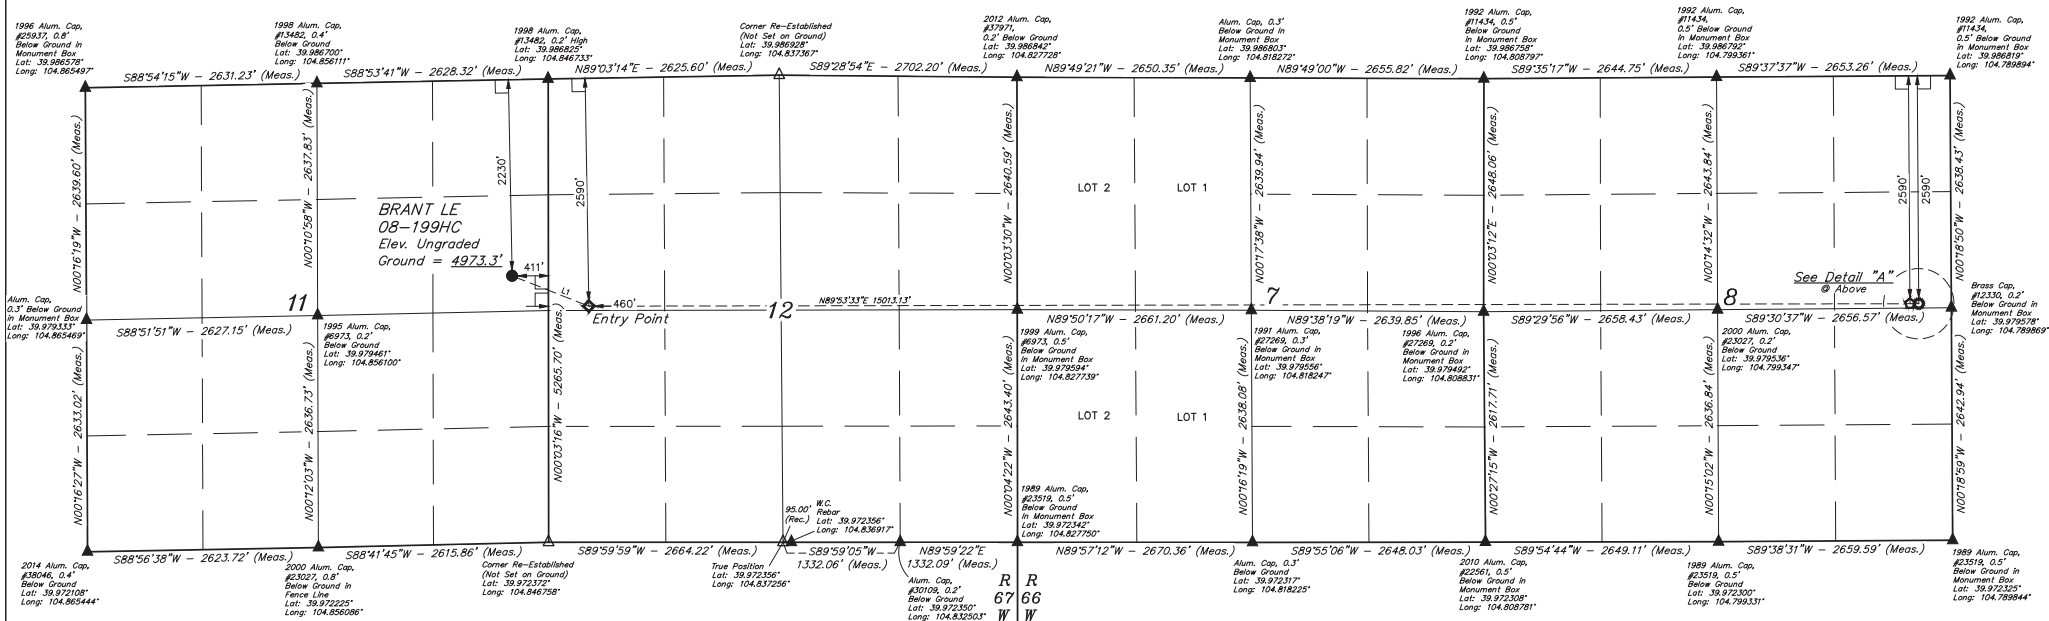 1996 Alum. Cap,
#25937, 0.8'
Below Ground in
Monument Box
Lat: 39.986578°
Long: 104.865497°
1998 Alum. Cap,
#13482, 0.4'
Below Ground
Lat: 39.986700°
Long: 104.856111°
1998 Alum. Cap,
#13482, 0.2' High
Lat: 39.986825°
Long: 104.846733°
Corner Re-Established
(Not Set on Ground)
Lat: 39.986928°
Long: 104.837367°
2012 Alum. Cap,
#37971,
0.2' Below Ground
Lat: 39.986842°
Long: 104.827728°
Alum. Cap, 0.3'
Below Ground in
Monument Box
Lat: 39.986803°
Long: 104.818272°
1992 Alum. Cap,
#11434, 0.5'
Below Ground
in Monument Box
Lat: 39.986758°
Long: 104.808797°
1992 Alum. Cap,
#11434,
0.5' Below Ground
in Monument Box
Lat: 39.986792°
Long: 104.799361°
1992 Alum. Cap,
#11434,
0.5' Below Ground
in Monument Box
Lat: 39.986819°
Long: 104.789894°
S88°54'15"W - 2631.23' (Meas.)
S88°53'41"W - 2628.32' (Meas.)
N89°03'14"E - 2625.60' (Meas.)
S89°28'54"E - 2702.20' (Meas.)
N89°49'21"W - 2650.35' (Meas.)
N89°49'00"W - 2655.82' (Meas.)
S89°35'17"W - 2644.75' (Meas.)
S89°37'37"W - 2653.26' (Meas.)
N00°16'19"W - 2639.60' (Meas.)
N00°10'58"W - 2637.83' (Meas.)
2230'
2590'
N00°03'30"W - 2640.59' (Meas.)
N00°17'38"W - 2639.94' (Meas.)
N00°03'12"E - 2648.06' (Meas.)
N00°14'32"W - 2643.84' (Meas.)
2590'
2590'
N00°18'50"W - 2638.43' (Meas.)
LOT 2
LOT 1
BRANT LE
08-199HC
Elev. Ungraded
Ground = 4973.3'
411'
L1
460'
Entry Point
N89°53'33"E 15013.13'
See Detail "A"
@ Above
11
12
7
8
Alum. Cap,
0.3' Below Ground
in Monument Box
Lat: 39.979333°
Long: 104.865469°
S88°51'51"W - 2627.15' (Meas.)
1995 Alum. Cap,
#6973, 0.2'
Below Ground
Lat: 39.979461°
Long: 104.856100°
N89°50'17"W - 2661.20' (Meas.)
N89°38'19"W - 2639.85' (Meas.)
S89°29'56"W - 2658.43' (Meas.)
S89°30'37"W - 2656.57' (Meas.)
1999 Alum. Cap,
#6973, 0.5'
Below Ground
in Monument Box
Lat: 39.979594°
Long: 104.827739°
1991 Alum. Cap,
#27269, 0.3'
Below Ground in
Monument Box
Lat: 39.979556°
Long: 104.818247°
1996 Alum. Cap,
#27269, 0.2'
Below Ground in
Monument Box
Lat: 39.979492°
Long: 104.808831°
2000 Alum. Cap,
#23027, 0.2'
Below Ground
Lat: 39.979536°
Long: 104.799347°
Brass Cap,
#12330, 0.2'
Below Ground in
Monument Box
Lat: 39.979578°
Long: 104.789869°
N00°16'27"W - 2633.02' (Meas.)
N00°12'03"W - 2636.73' (Meas.)
N00°03'16"W - 5265.70' (Meas.)
N00°04'22"W - 2643.40' (Meas.)
N00°16'19"W - 2638.08' (Meas.)
N00°27'15"W - 2617.71' (Meas.)
N00°15'02"W - 2636.84' (Meas.)
N00°18'59"W - 2642.94' (Meas.)
LOT 2
LOT 1
1989 Alum. Cap,
#23519, 0.5'
Below Ground
in Monument Box
Lat: 39.972342°
Long: 104.827750°
95.00'
(Rec.)
W.C.
Rebar
Lat: 39.972356°
Long: 104.836917°
S88°56'38"W - 2623.72' (Meas.)
S88°41'45"W - 2615.86' (Meas.)
S89°59'59"W - 2664.22' (Meas.)
S89°59'05"W
1332.06' (Meas.)
N89°59'22"E
1332.09' (Meas.)
N89°57'12"W - 2670.36' (Meas.)
S89°55'06"W - 2648.03' (Meas.)
S89°54'44"W - 2649.11' (Meas.)
S89°38'31"W - 2659.59' (Meas.)
2014 Alum. Cap,
#38046, 0.4'
Below Ground
Lat: 39.972108°
Long: 104.865444°
2000 Alum. Cap,
#23027, 0.8'
Below Ground in
Fence Line
Lat: 39.972225°
Long: 104.856086°
Corner Re-Established
(Not Set on Ground)
Lat: 39.972372°
Long: 104.846758°
True Position
Lat: 39.972356°
Long: 104.837256°
Alum. Cap,
#30109, 0.2'
Below Ground
Lat: 39.972350°
Long: 104.832503°
R R
67 66
W W
Alum. Cap, 0.3'
Below Ground
Lat: 39.972317°
Long: 104.818225°
2010 Alum. Cap,
#22561, 0.5'
Below Ground in
Monument Box
Lat: 39.972308°
Long: 104.808781°
1989 Alum. Cap,
#23519, 0.5'
Below Ground
in Monument Box
Lat: 39.972300°
Long: 104.799331°
1989 Alum. Cap,
#23519, 0.5'
Below Ground in
Monument Box
Lat: 39.972325°
Long: 104.789844°